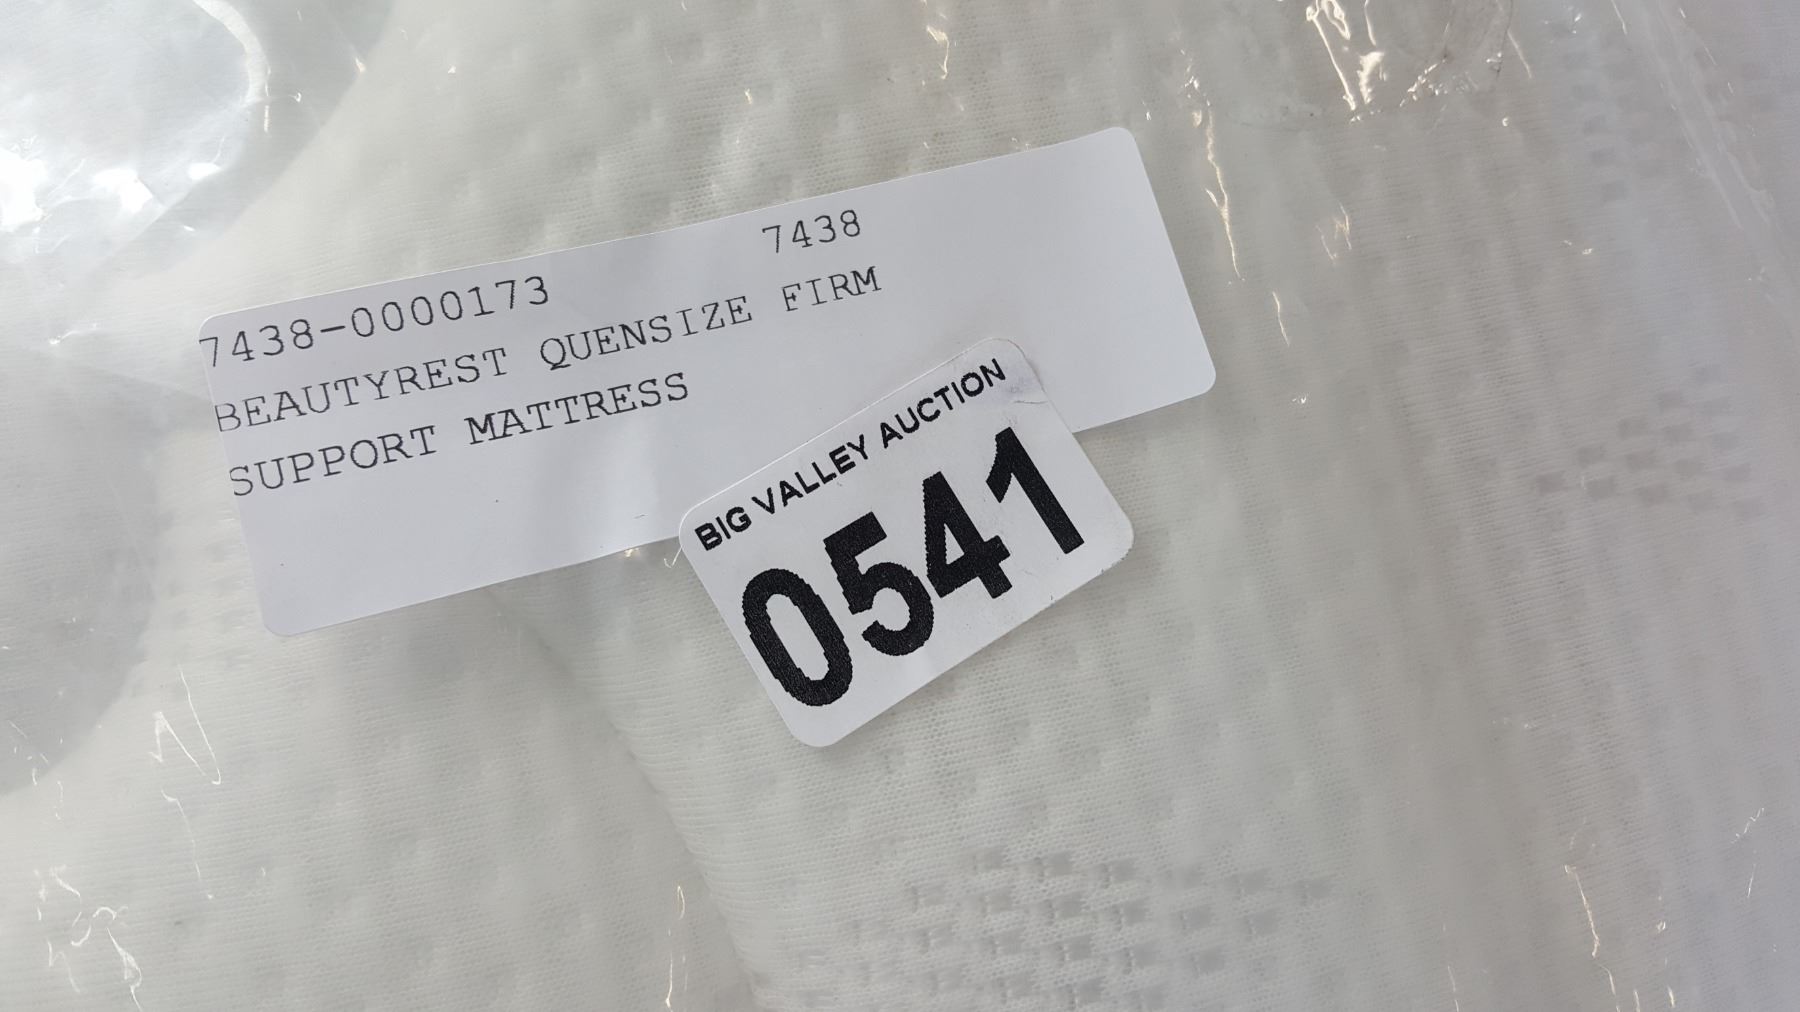 7438-0000173 7438
BEAUTYREST QUENSIZE FIRM
SUPPORT MATTRESS
BIG VALLEY AUCTION
0541